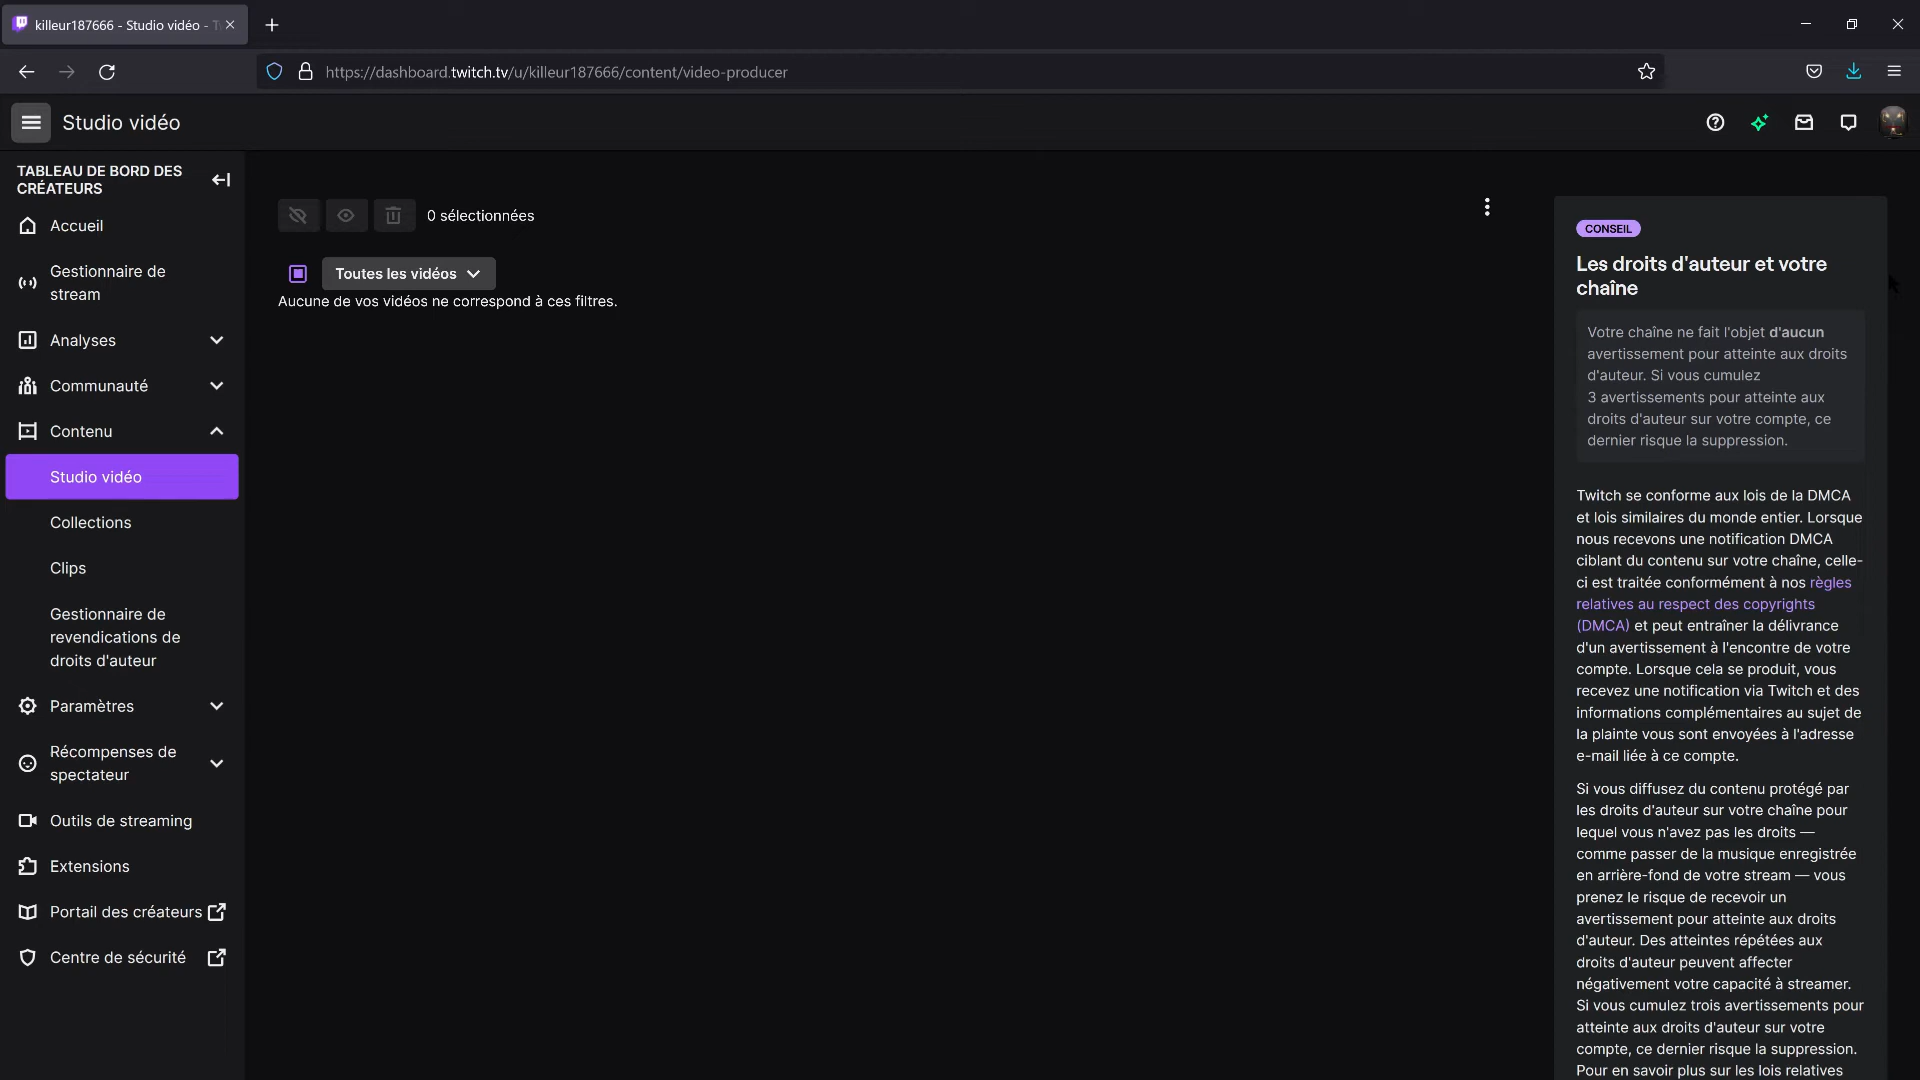 killeur187666 - Studio vidéo -
https://dashboard.twitch.tv/u/killeur187666/content/video-producer
Studio vidéo
TABLEAU DE BORD DES
CRÉATEURS
Accueil
Gestionnaire de
stream
Analyses
Communauté
Contenu
Studio vidéo
Collections
Clips
Gestionnaire de
revendications de
droits d'auteur
Paramètres
Récompenses de
spectateur
Outils de streaming
Extensions
Portail des créateurs
Centre de sécurité
0 sélectionnées
Toutes les vidéos
Aucune de vos vidéos ne correspond à ces filtres.
CONSEIL
Les droits d'auteur et votre
chaîne
Votre chaîne ne fait l'objet d'aucun
avertissement pour atteinte aux droits
d'auteur. Si vous cumulez
3 avertissements pour atteinte aux
droits d'auteur sur votre compte, ce
dernier risque la suppression.
Twitch se conforme aux lois de la DMCA
et lois similaires du monde entier. Lorsque
nous recevons une notification DMCA
ciblant du contenu sur votre chaîne, celle-
ci est traitée conformément à nos règles
relatives au respect des copyrights
(DMCA) et peut entraîner la délivrance
d'un avertissement à l'encontre de votre
compte. Lorsque cela se produit, vous
recevez une notification via Twitch et des
informations complémentaires au sujet de
la plainte vous sont envoyées à l'adresse
e-mail liée à ce compte.
Si vous diffusez du contenu protégé par
les droits d'auteur sur votre chaîne pour
lequel vous n'avez pas les droits —
comme passer de la musique enregistrée
en arrière-fond de votre stream — vous
prenez le risque de recevoir un
avertissement pour atteinte aux droits
d'auteur. Des atteintes répétées aux
droits d'auteur peuvent affecter
négativement votre capacité à streamer.
Si vous cumulez trois avertissements pour
atteinte aux droits d'auteur sur votre
compte, ce dernier risque la suppression.
Pour en savoir plus sur les lois relatives